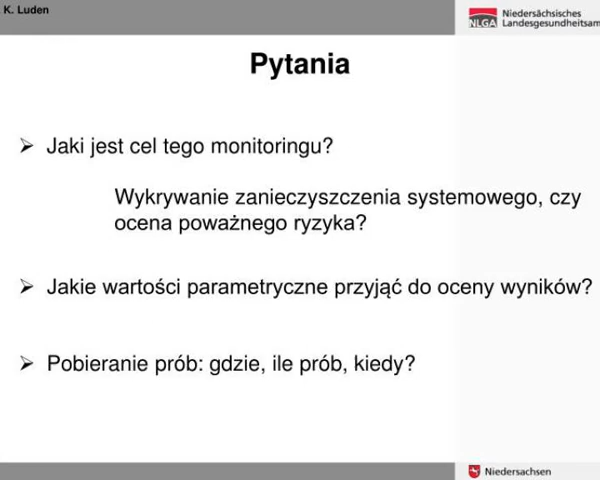 K. Luden
NLGA
Niedersächsisches
Landesgesundheitsam
Pytania
➢ Jaki jest cel tego monitoringu?
Wykrywanie zanieczyszczenia systemowego, czy
ocena poważnego ryzyka?
➢ Jakie wartości parametryczne przyjąć do oceny wyników?
➢ Pobieranie prób: gdzie, ile prób, kiedy?
Niedersachsen